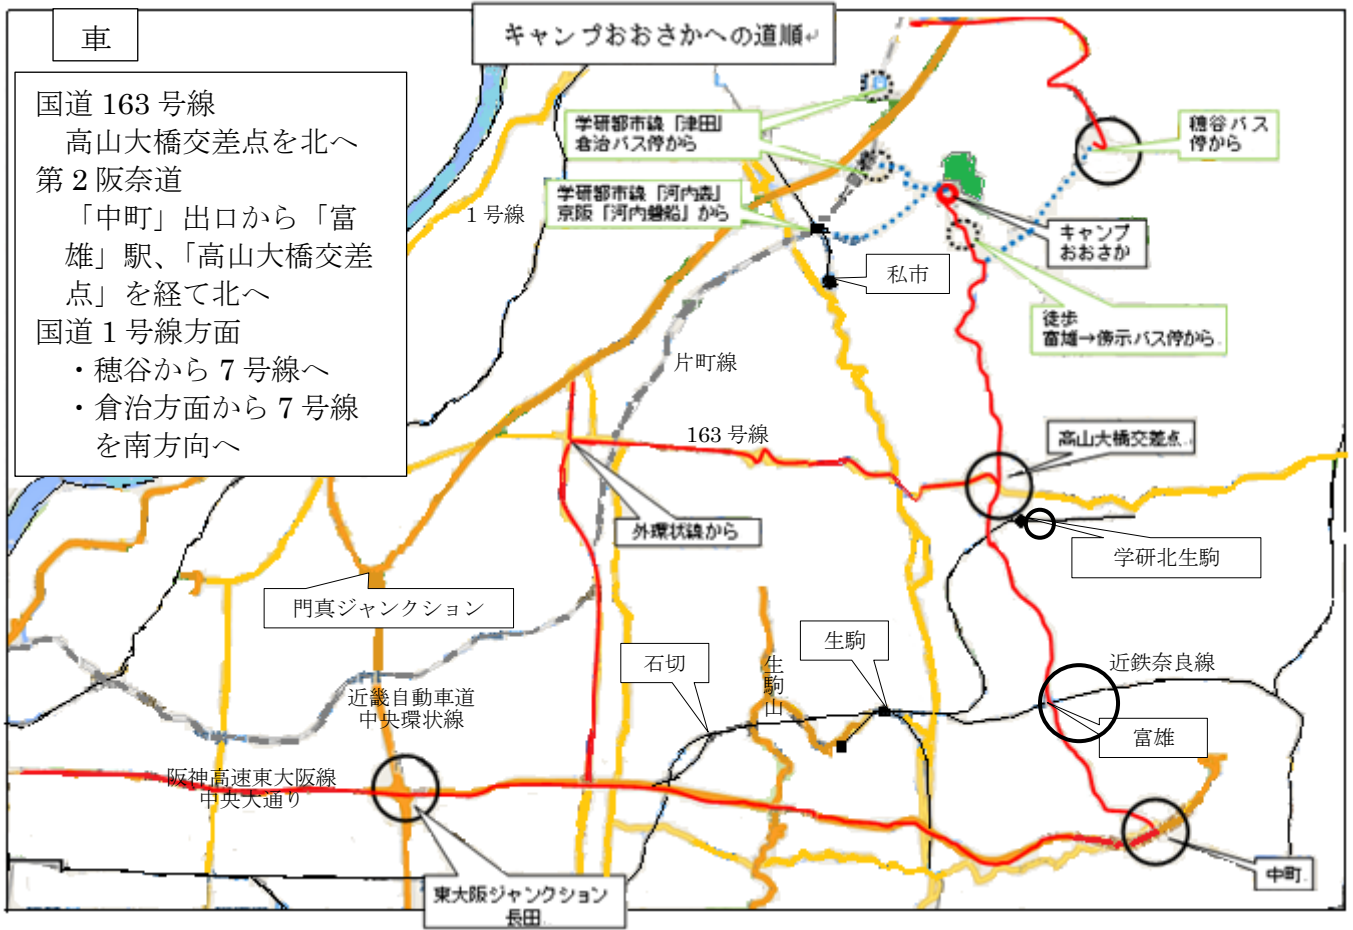 車
キャンプおおさかへの道順
国道 163 号線
高山大橋交差点を北へ
第 2 阪奈道
「中町」出口から「富
雄」駅、「高山大橋交差
点」を経て北へ
国道 1 号線方面
・穂谷から 7 号線へ
・倉治方面から 7 号線
を南方向へ
学研都市線「津田」
倉治バス停から
穂谷バス
停から
学研都市線「河内森」
京阪「河内磐船」から
1 号線
キャンプ
おおさか
私市
徒歩
富雄→傍示バス停から
片町線
163 号線
高山大橋交差点
外環状線から
学研北生駒
門真ジャンクション
石切
生駒山
生駒
近鉄奈良線
近畿自動車道
中央環状線
富雄
阪神高速東大阪線
中央大通り
東大阪ジャンクション
長田
中町